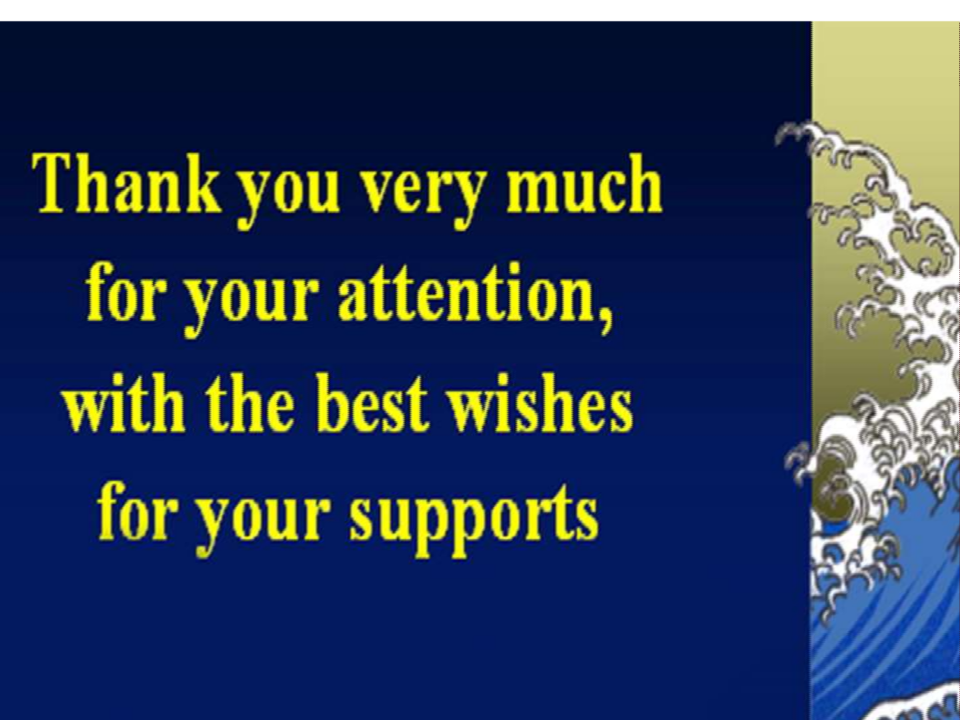 Thank you very much
for your attention,
with the best wishes
for your supports